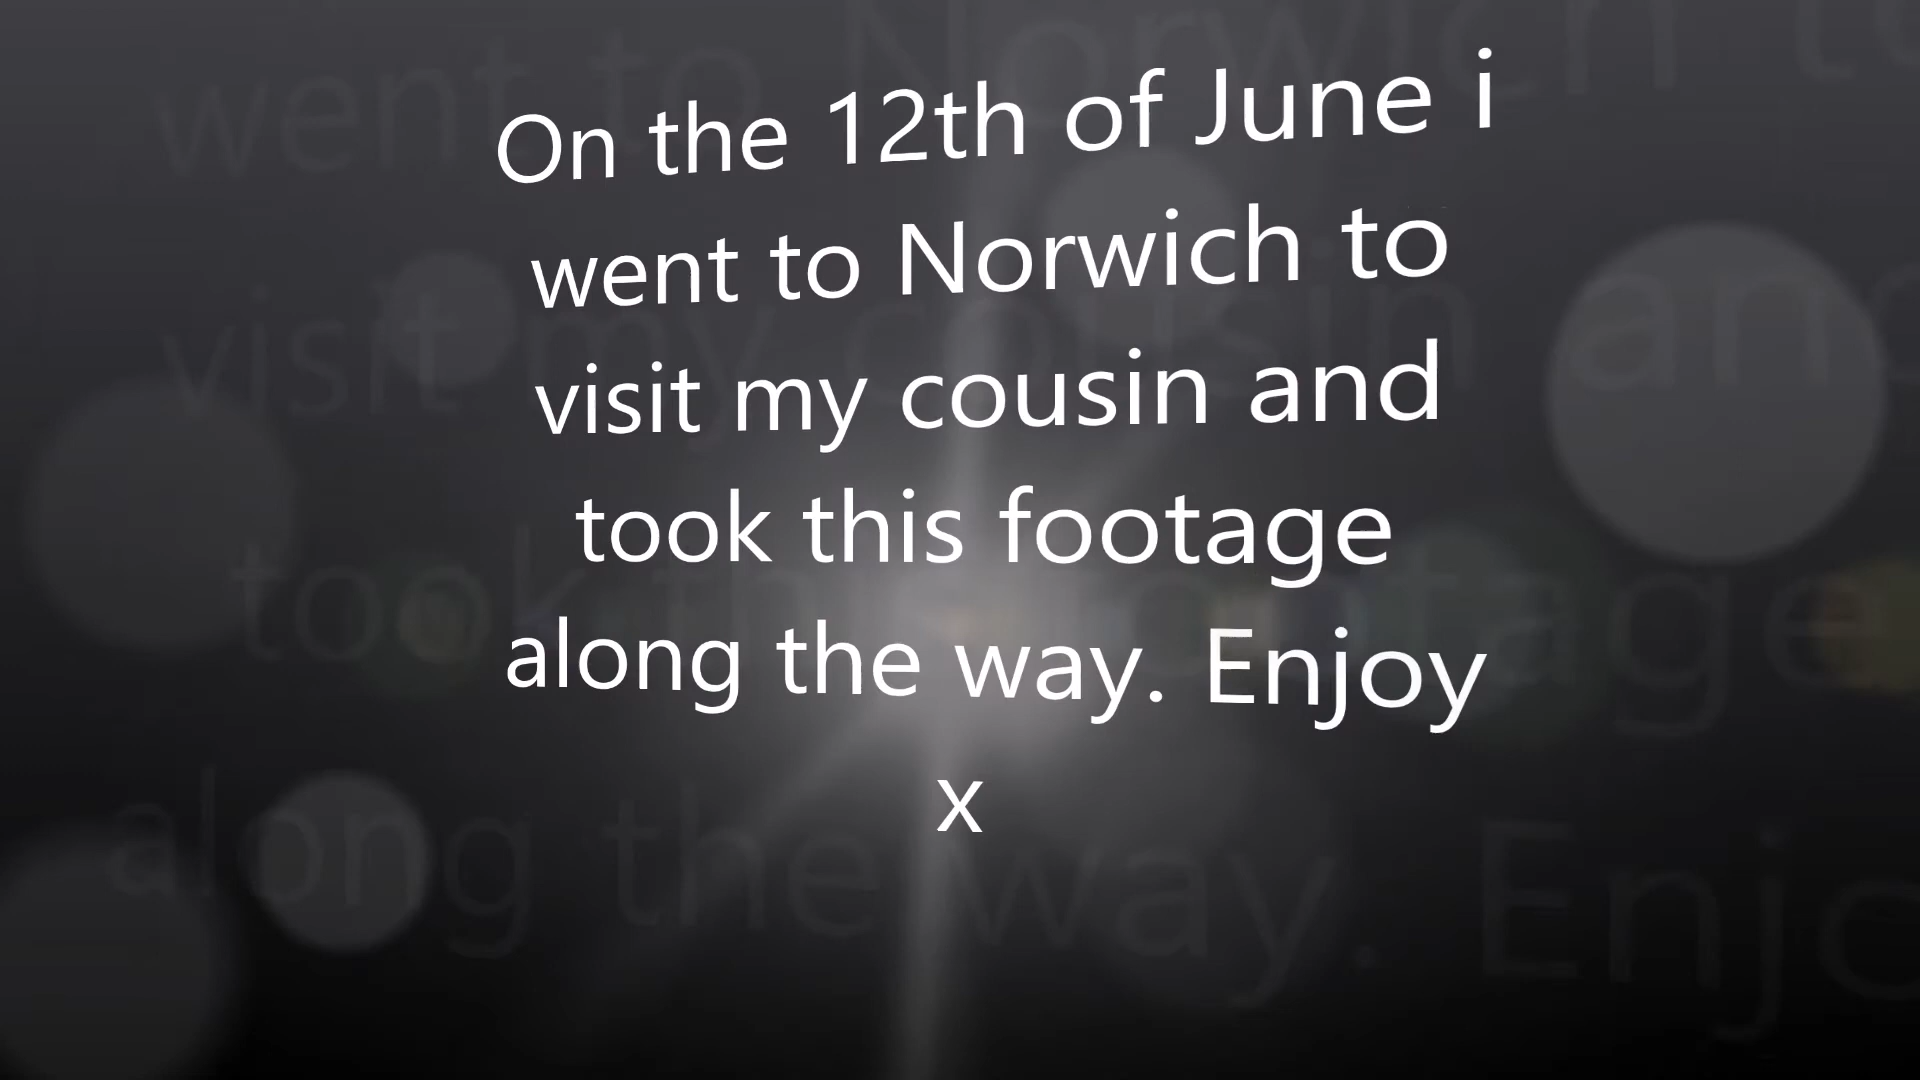 On the 12th of June i
went to Norwich to
visit my cousin and
took this footage
along the way. Enjoy
x